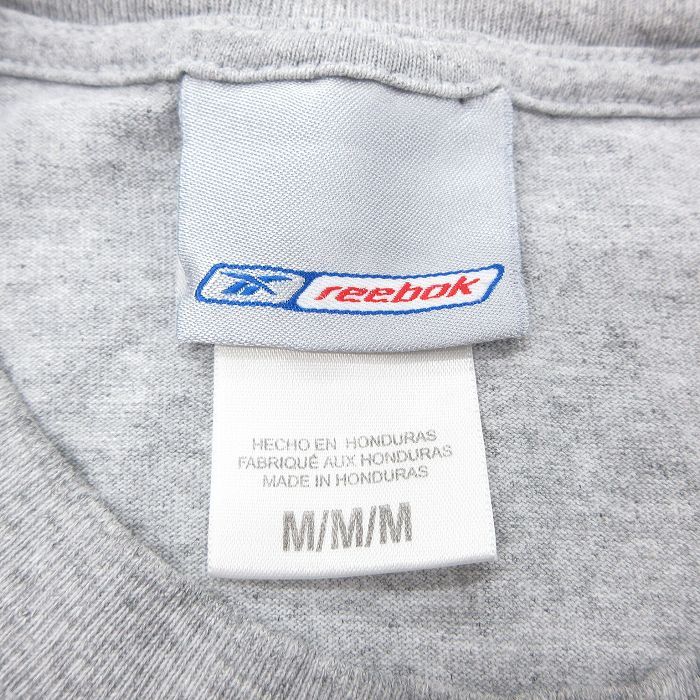 reebok
HECHO EN HONDURAS
FABRIQUÉ AUX HONDURAS
MADE IN HONDURAS
M/M/M